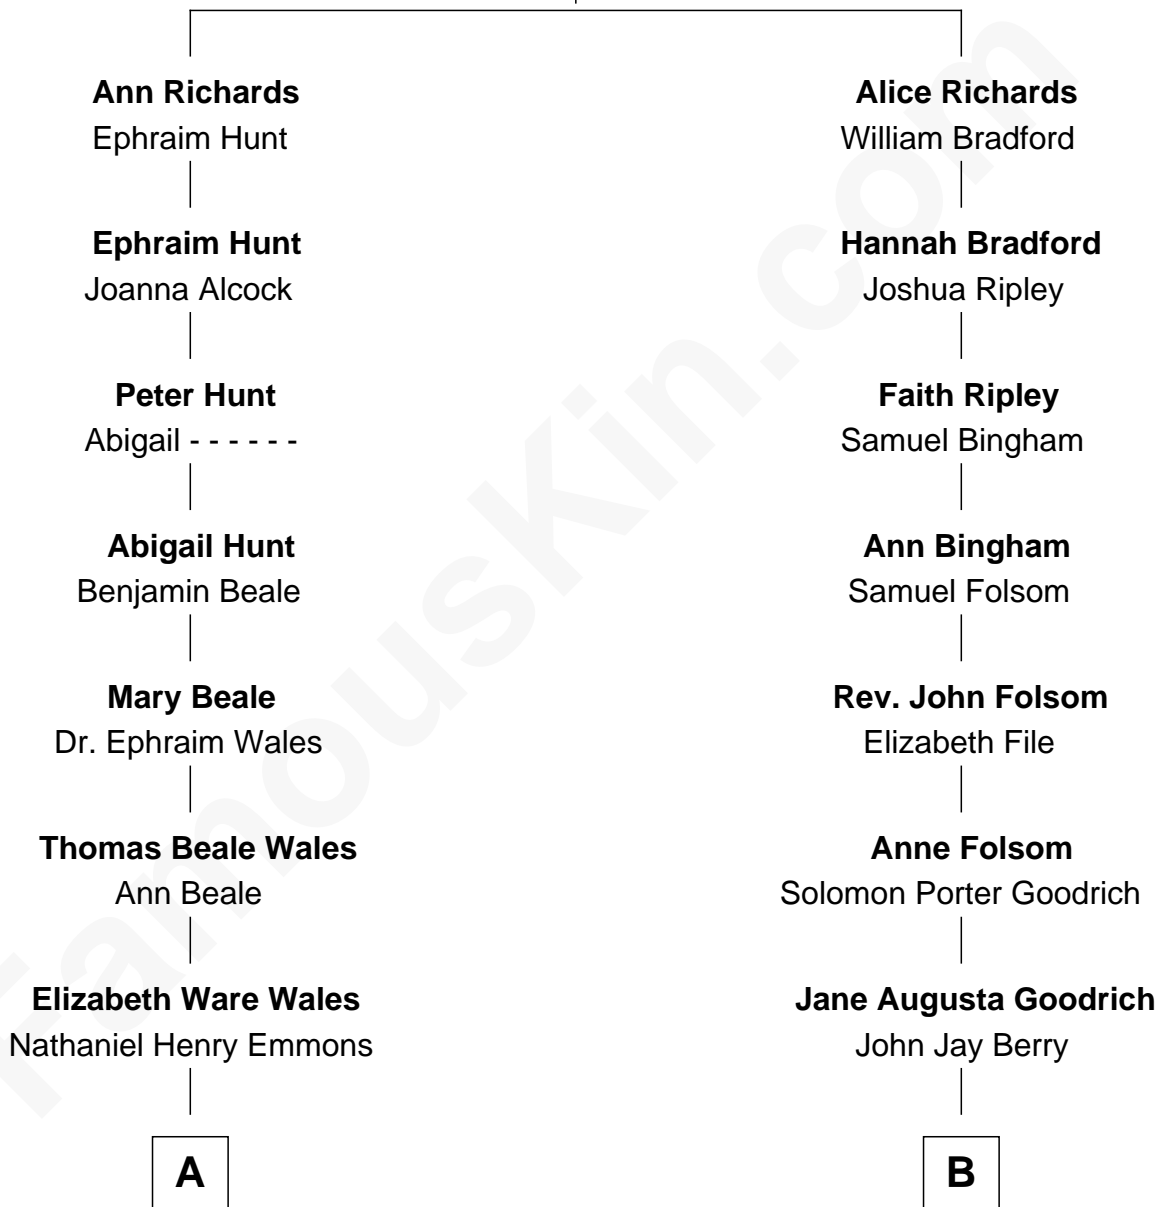 Ann Richards
Ephraim Hunt
Ephraim Hunt
Joanna Alcock
Peter Hunt
Abigail - - - - - -
Abigail Hunt
Benjamin Beale
Mary Beale
Dr. Ephraim Wales
Thomas Beale Wales
Ann Beale
Elizabeth Ware Wales
Nathaniel Henry Emmons
A
Alice Richards
William Bradford
Hannah Bradford
Joshua Ripley
Faith Ripley
Samuel Bingham
Ann Bingham
Samuel Folsom
Rev. John Folsom
Elizabeth File
Anne Folsom
Solomon Porter Goodrich
Jane Augusta Goodrich
John Jay Berry
B
FamousKin.com